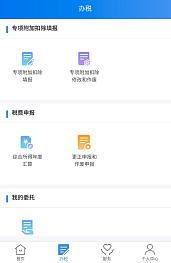 办税
专项附加扣除填报
专项附加扣除
填报
专项附加扣除
修改和作废
税费申报
综合所得年度
汇算
更正申报和
作废申报
我的委托
首页
办税
服务
个人中心